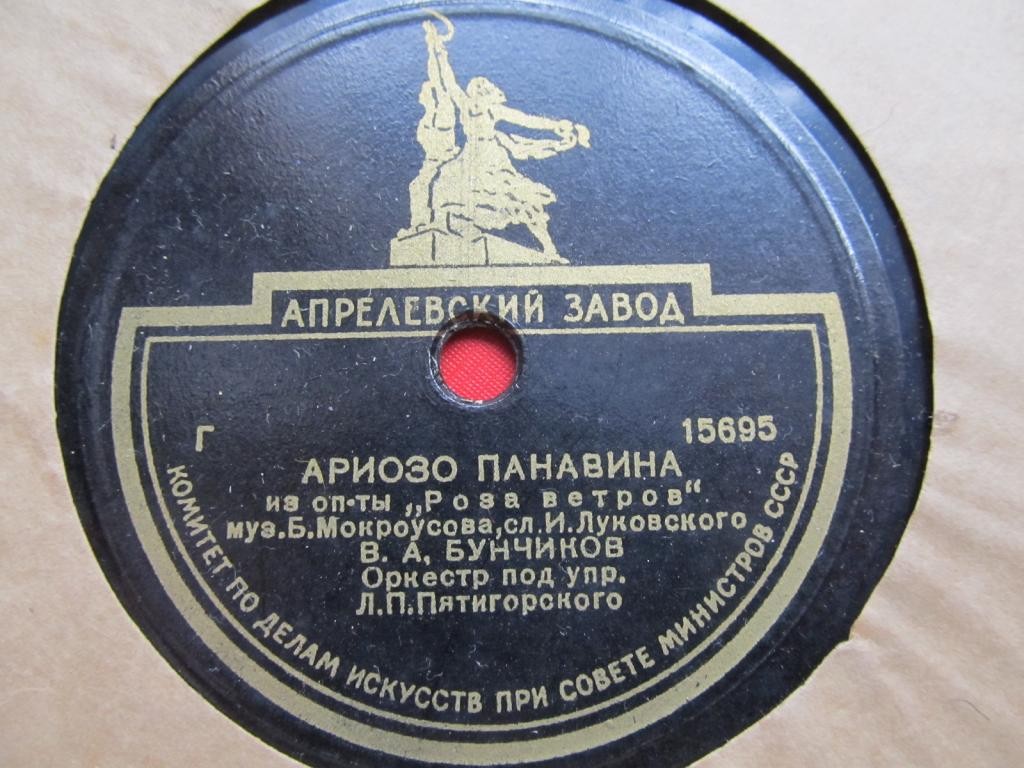 АПРЕЛЕВСКИЙ ЗАВОД
Г 15695
АРИОЗО ПАНАВИНА
из оп-ты „Роза ветров"
муз.Б.Мокроусова,сл.И.Луковского
В. А. БУНЧИКОВ
Оркестр под упр.
Л.П.Пятигорского
КОМИТЕТ ПО ДЕЛАМ ИСКУССТВ ПРИ СОВЕТЕ МИНИСТРОВ СССР